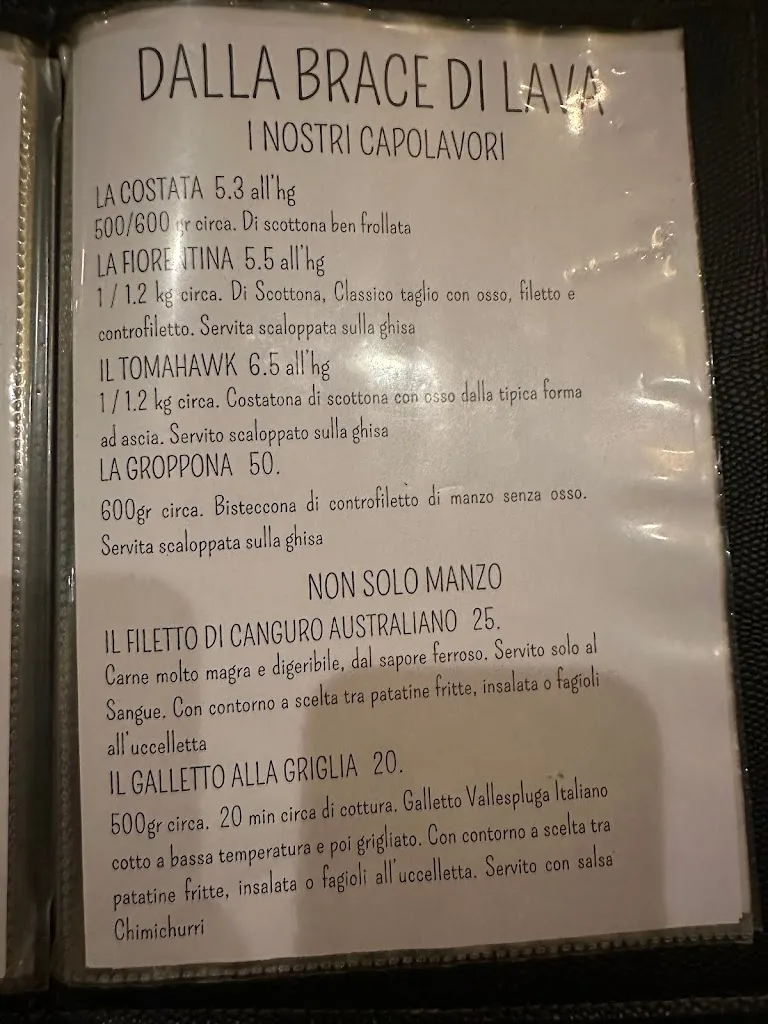 DALLA BRACE DI LAVA
I NOSTRI CAPOLAVORI
LA COSTATA 5.3 all'hg
500/600 gr circa. Di scottona ben frollata
LA FIORENTINA 5.5 all'hg
1 / 1.2 kg circa. Di Scottona, Classico taglio con osso, filetto e
controfiletto. Servita scaloppata sulla ghisa
IL TOMAHAWK 6.5 all'hg
1 / 1.2 kg circa. Costatona di scottona con osso dalla tipica forma
ad ascia. Servito scaloppato sulla ghisa
LA GROPPONA 50.
600gr circa. Bisteccona di controfiletto di manzo senza osso.
Servita scaloppata sulla ghisa
NON SOLO MANZO
IL FILETTO DI CANGURO AUSTRALIANO 25.
Carne molto magra e digeribile, dal sapore ferroso. Servito solo al
Sangue. Con contorno a scelta tra patatine fritte, insalata o fagioli
all'uccelletta
IL GALLETTO ALLA GRIGLIA 20.
500gr circa. 20 min circa di cottura. Galletto Vallespluga Italiano
cotto a bassa temperatura e poi grigliato. Con contorno a scelta tra
patatine fritte, insalata o fagioli all'uccelletta. Servito con salsa
Chimichurri